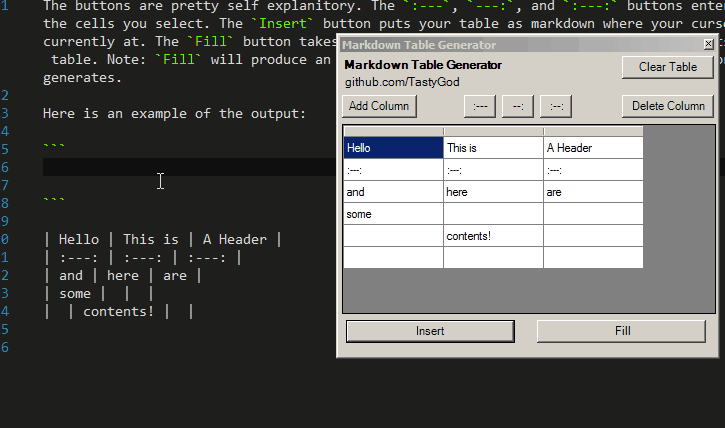 1 The buttons are pretty self explanitory. The `:---`, `---:`, and `:---:` buttons ente
the cells you select. The `Insert` button puts your table as markdown where your curs
currently at. The `Fill` button takes
table. Note: `Fill` will produce an
generates.
2
3 Here is an example of the output:
4
5 ```
6
7
8 ```
9
0 | Hello | This is | A Header |
1 | :---: | :---: | :---: |
2 | and | here | are |
3 | some | | |
4 | | contents! | |
5
6
Markdown Table Generator
Markdown Table Generator
github.com/TastyGod
Clear Table
Add Column :--- --: :--: Delete Column
Hello This is A Header
:---: :---: :---:
and here are
some
contents!
Insert Fill